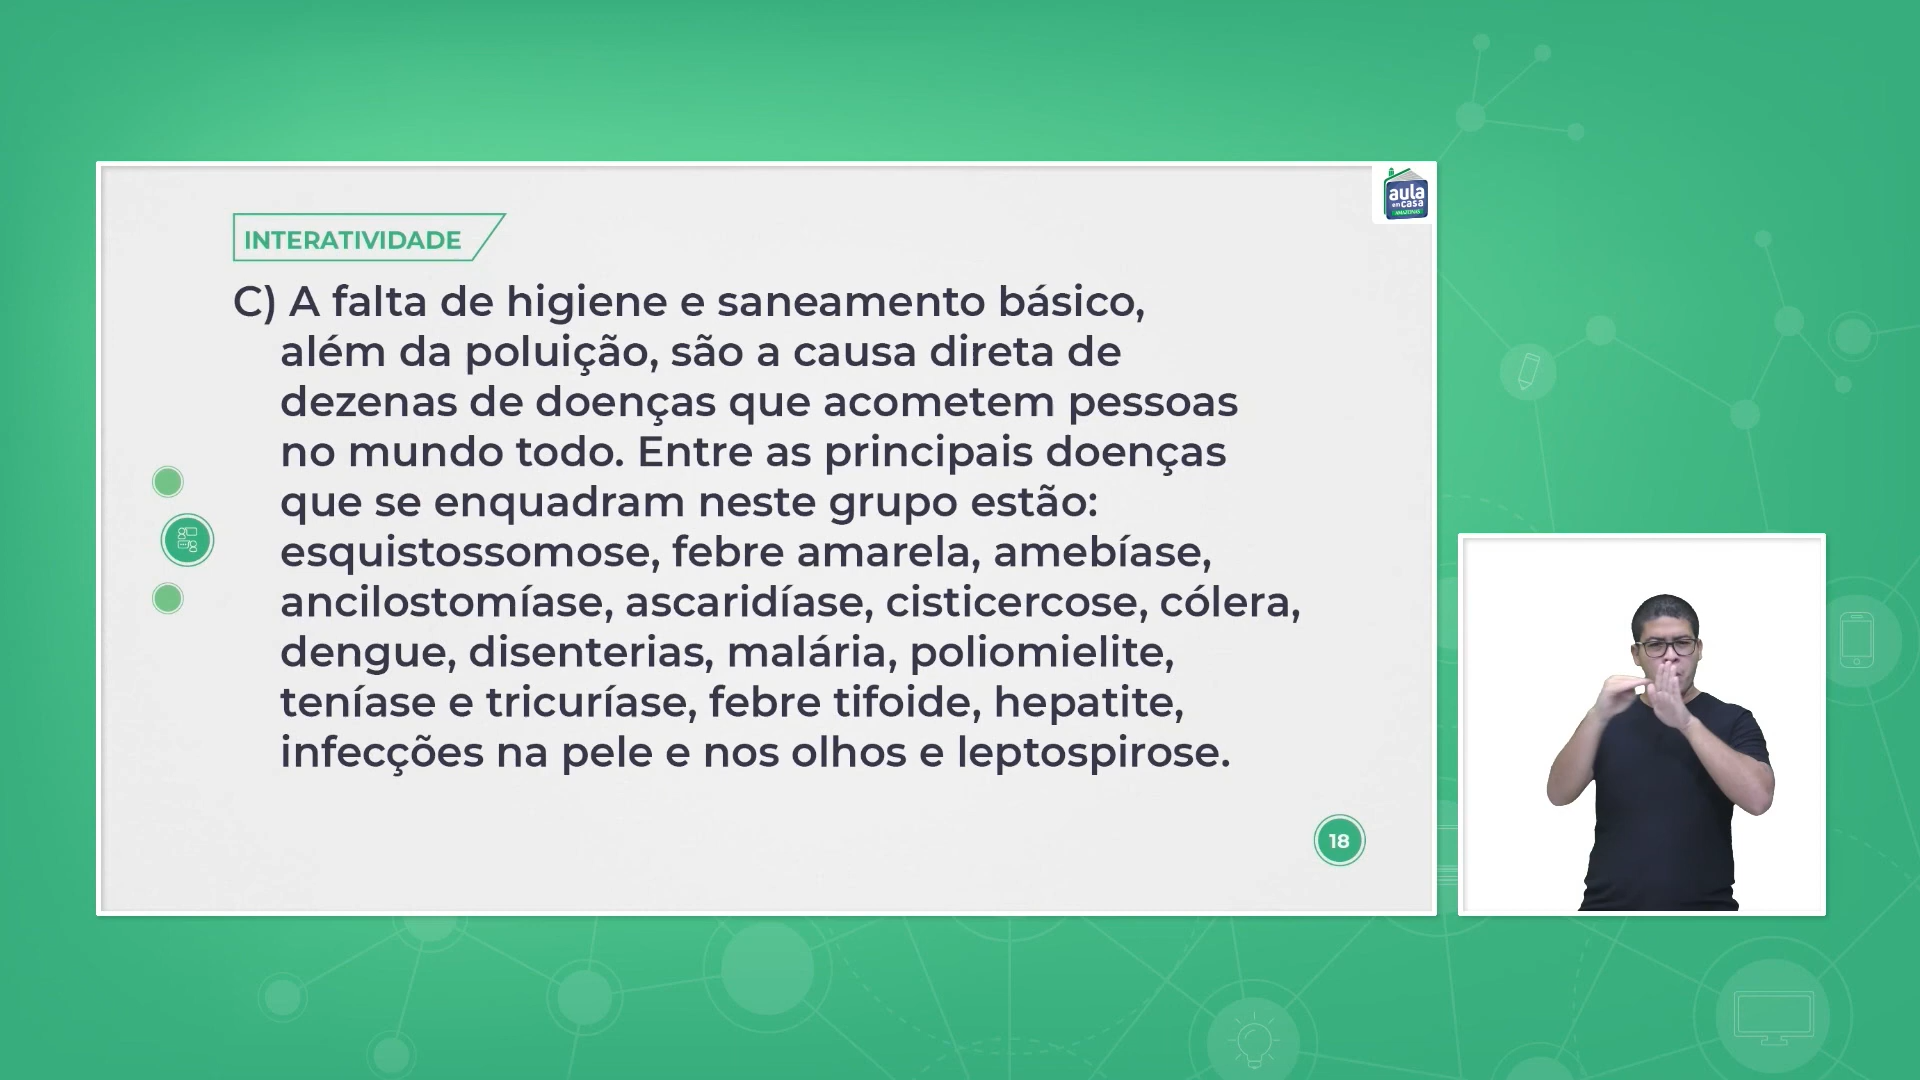 aula
em casa
AMAZONAS
INTERATIVIDADE
C) A falta de higiene e saneamento básico,
além da poluição, são a causa direta de
dezenas de doenças que acometem pessoas
no mundo todo. Entre as principais doenças
que se enquadram neste grupo estão:
esquistossomose, febre amarela, amebíase,
ancilostomíase, ascaridíase, cisticercose, cólera,
dengue, disenterias, malária, poliomielite,
teníase e tricuríase, febre tifoide, hepatite,
infecções na pele e nos olhos e leptospirose.
18